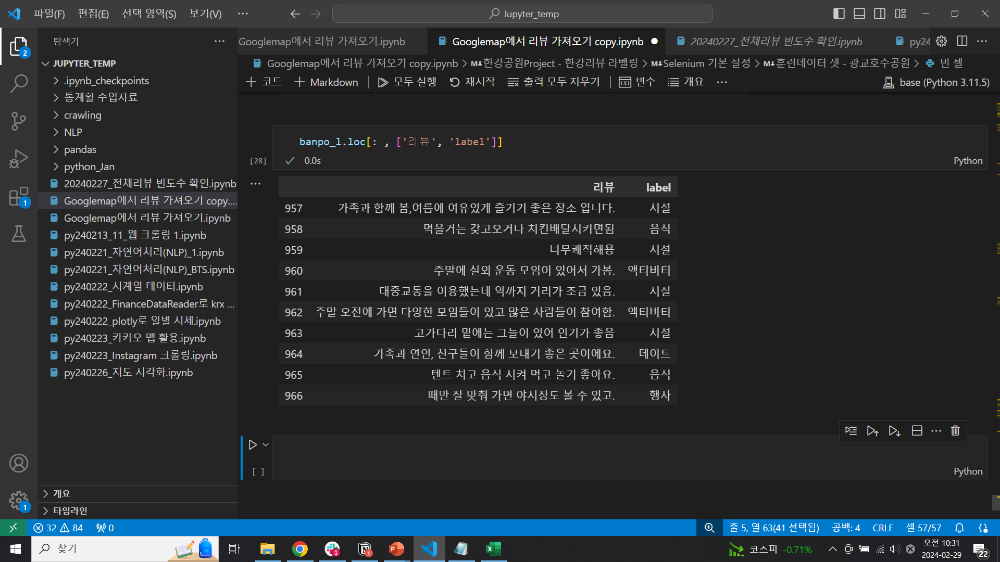 파일(F) 편집(E) 선택 영역(S) 보기(V) ··· Jupyter_temp
탐색기 ···
2
JUPYTER_TEMP
.ipynb_checkpoints
통계활 수업자료
crawling
NLP
pandas
python_Jan
20240227_전체리뷰 빈도수 확인.ipynb
Googlemap에서 리뷰 가져오기 copy....
Googlemap에서 리뷰 가져오기.ipynb
py240213_11_웹 크롤링 1.ipynb
py240221_자연어처리(NLP)_1.ipynb
py240221_자연어처리(NLP)_BTS.ipynb
py240222_시계열 데이터.ipynb
py240222_FinanceDataReader로 krx ...
py240222_plotly로 일별 시세.ipynb
py240223_카카오 맵 활용.ipynb
py240223_Instagram 크롤링.ipynb
py240226_지도 시각화.ipynb
1
개요
타임라인
1
Googlemap에서 리뷰 가져오기.ipynb Googlemap에서 리뷰 가져오기 copy.ipynb 20240227_전체리뷰 빈도수 확인.ipynb py24 ···
Googlemap에서 리뷰 가져오기 copy.ipynb > M↓한강공원Project - 한강리뷰 라벨링 > M↓Selenium 기본 설정 > M↓훈련데이터 셋 - 광교호수공원 > 빈 셀
+ 코드 + Markdown | 모두 실행 재시작 출력 모두 지우기 | 변수 개요 ··· base (Python 3.11.5)
banpo_l.loc[: , ['리뷰', 'label']]
[28] ✓ 0.0s Python
···
리뷰 label
957 가족과 함께 봄,여름에 여유있게 즐기기 좋은 장소 입니다. 시설
958 먹을거는 갖고오거나 치킨배달시키면됨 음식
959 너무쾌적해용 시설
960 주말에 실외 운동 모임이 있어서 가봄. 액티비티
961 대중교통을 이용했는데 역까지 거리가 조금 있음. 시설
962 주말 오전에 가면 다양한 모임들이 있고 많은 사람들이 참여함. 액티비티
963 고가다리 밑에는 그늘이 있어 인기가 좋음 시설
964 가족과 연인, 친구들이 함께 보내기 좋은 곳이에요. 데이트
965 텐트 치고 음식 시켜 먹고 놀기 좋아요. 음식
966 때만 잘 맞춰 가면 야시장도 볼 수 있고. 행사
···
[ ] Python
32 84 0 줄 5, 열 63(41 선택됨) 공백: 4 CRLF 셀 57/57
찾기 1 1 코스피 -0.71% 오전 10:31
2024-02-29 22